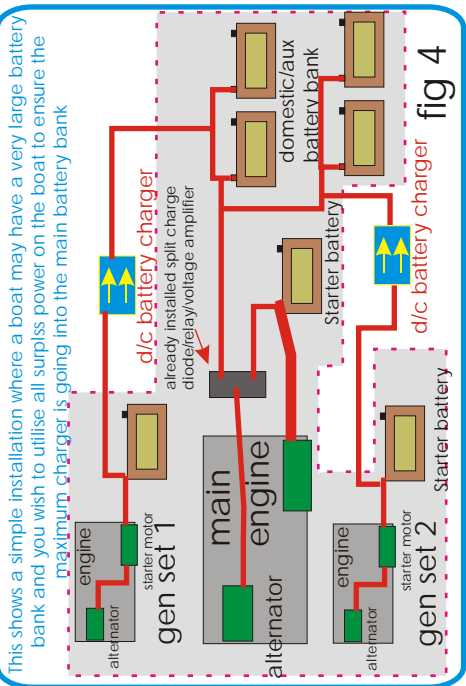 This shows a simple installation where a boat may have a very large battery
bank and you wish to utilise all surplss power on the boat to ensure the
maximum charger is going into the main battery bank
d/c battery charger
domestic/aux
battery bank
fig 4
already installed split charge
diode/relay/voltage amplifier
Starter battery
d/c battery charger
engine
alternator
starter motor
gen set 1
main
engine
alternator
engine
alternator
starter motor
gen set 2
Starter battery